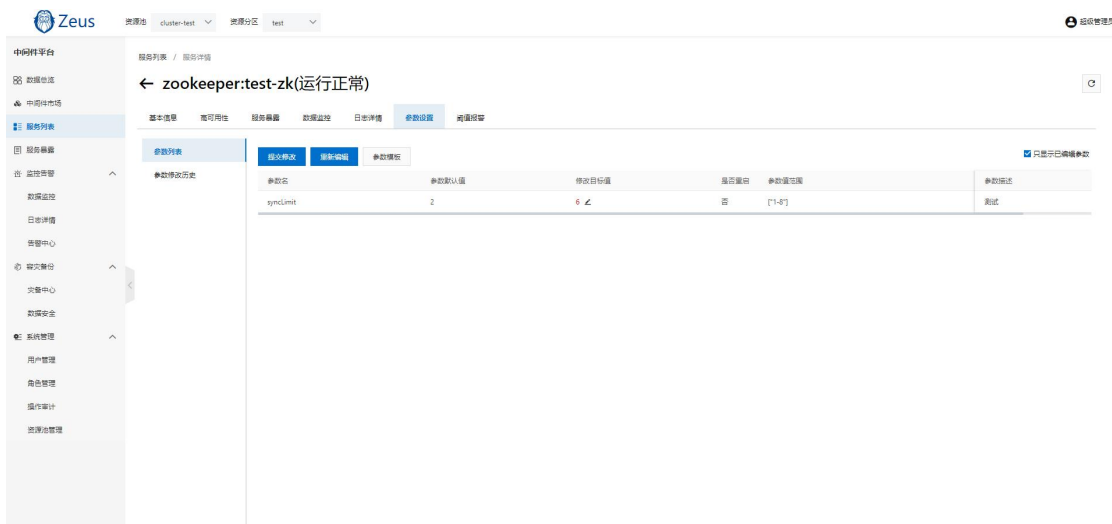 Zeus
资源池 cluster-test 资源分区 test 超级管理员
中间件平台
服务列表 / 服务详情
数据总览
← zookeeper:test-zk(运行正常)
中间件市场
服务列表
基本信息 高可用性 服务暴露 数据监控 日志详情 参数设置 阈值报警
服务暴露
参数列表
提交修改 重新编辑 参数模板
只显示已编辑参数
监控告警
参数修改历史
参数名 参数默认值 修改目标值 是否重启 参数值范围 参数描述
数据监控
syncLimit 2 6 否 ["1-8"] 测试
日志详情
告警中心
容灾备份
灾备中心
数据安全
系统管理
用户管理
角色管理
操作审计
资源池管理